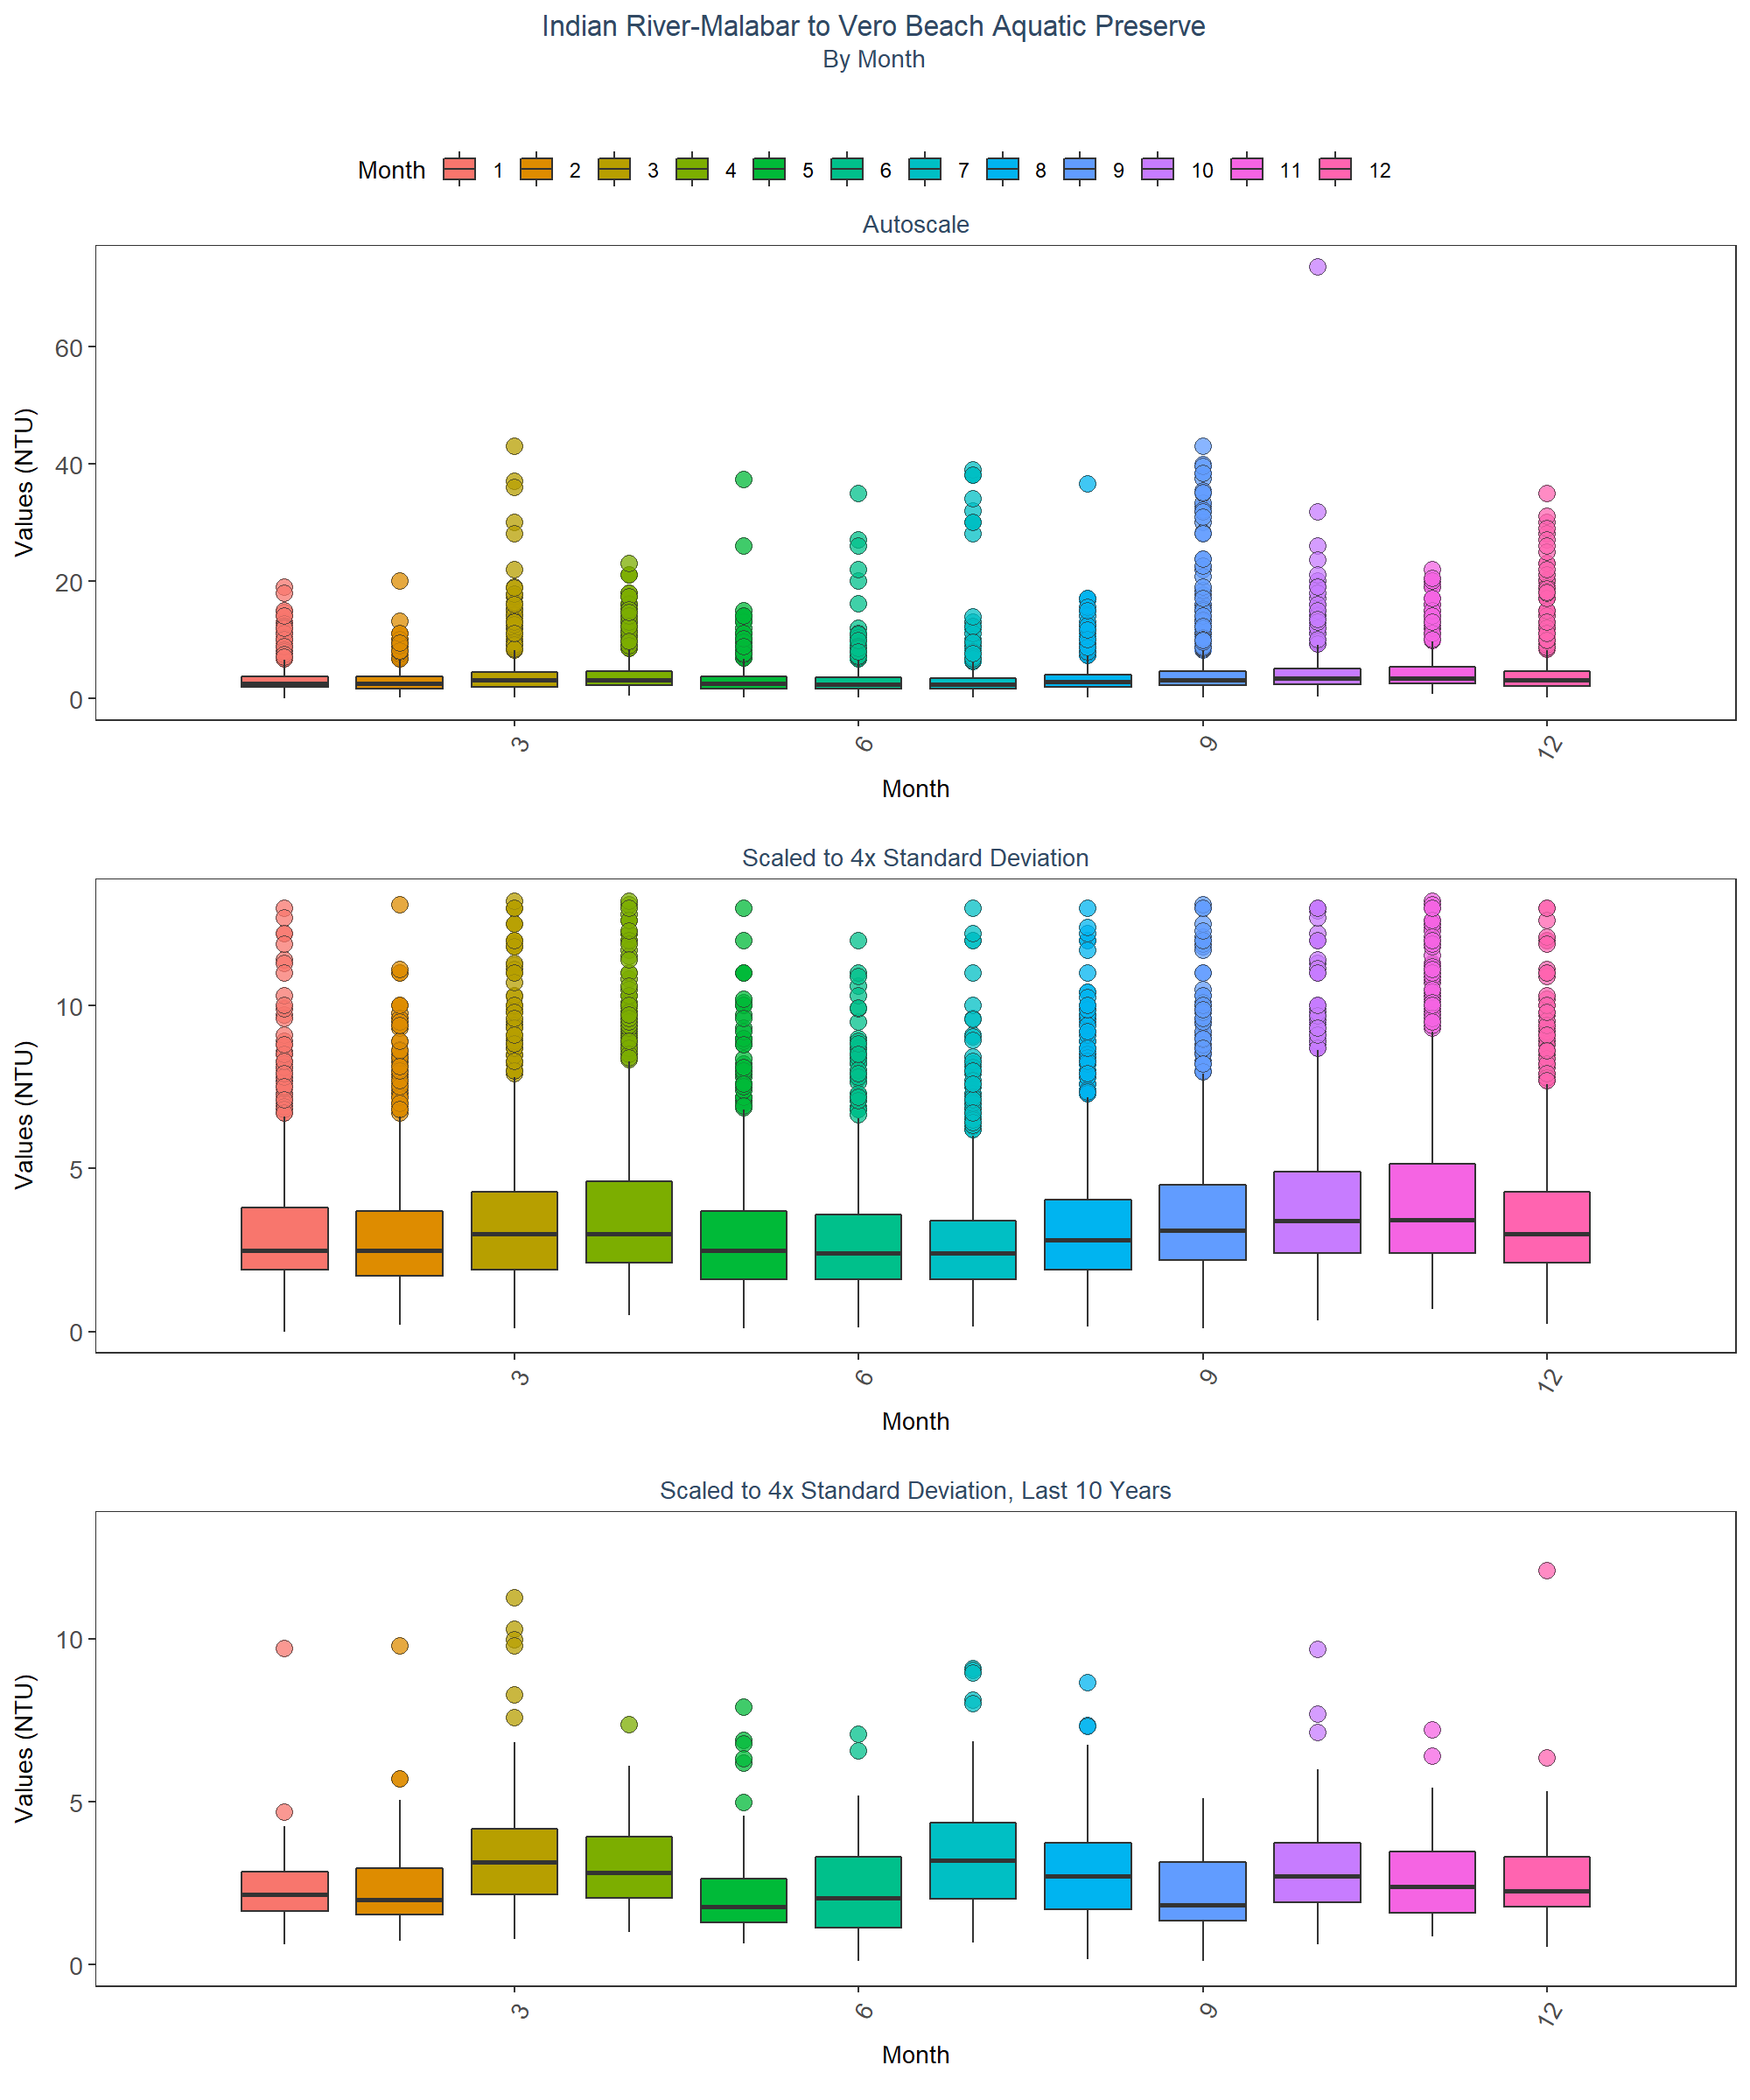 Indian River-Malabar to Vero Beach Aquatic Preserve
By Month
Month 1 2 3 4 5 6 7 8 9 10 11 12
Autoscale
Values (NTU)
60
40
20
0
3 6 9 12
Month
Scaled to 4x Standard Deviation
Values (NTU)
10
5
0
3 6 9 12
Month
Scaled to 4x Standard Deviation, Last 10 Years
Values (NTU)
10
5
0
3 6 9 12
Month